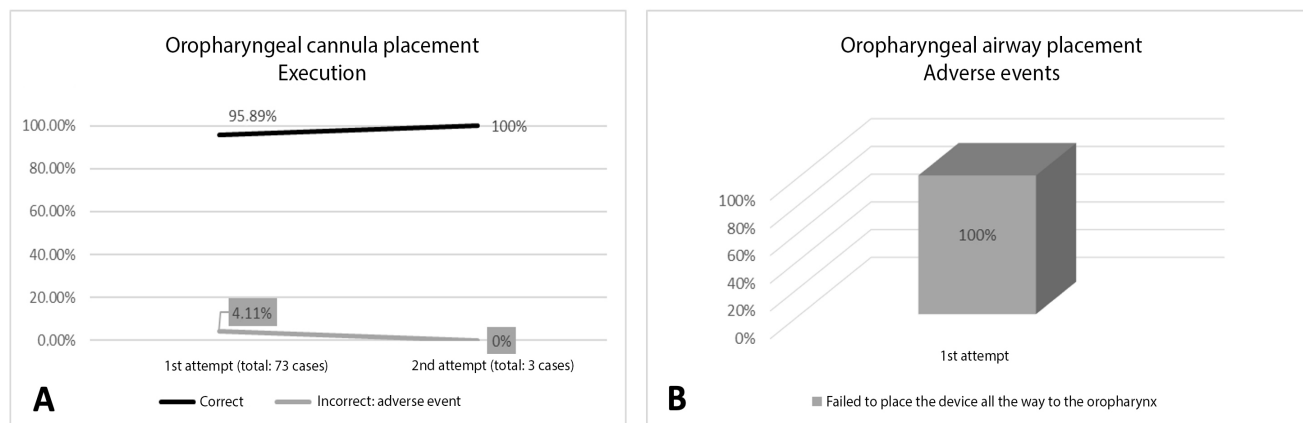 Oropharyngeal cannula placement
Execution
95.89%
100%
100.00%
80.00%
60.00%
40.00%
20.00%
0.00%
4.11%
0%
1st attempt (total: 73 cases)
2nd attempt (total: 3 cases)
A
Correct
Incorrect: adverse event
Oropharyngeal airway placement
Adverse events
100%
80%
60%
40%
20%
0%
100%
1st attempt
B
Failed to place the device all the way to the oropharynx